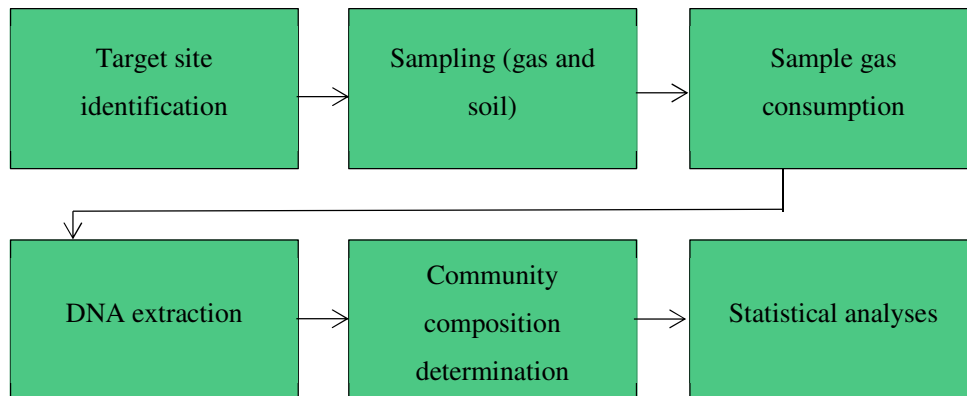 Target site
identification
Sampling (gas and
soil)
Sample gas
consumption
DNA extraction
Community
composition
determination
Statistical analyses